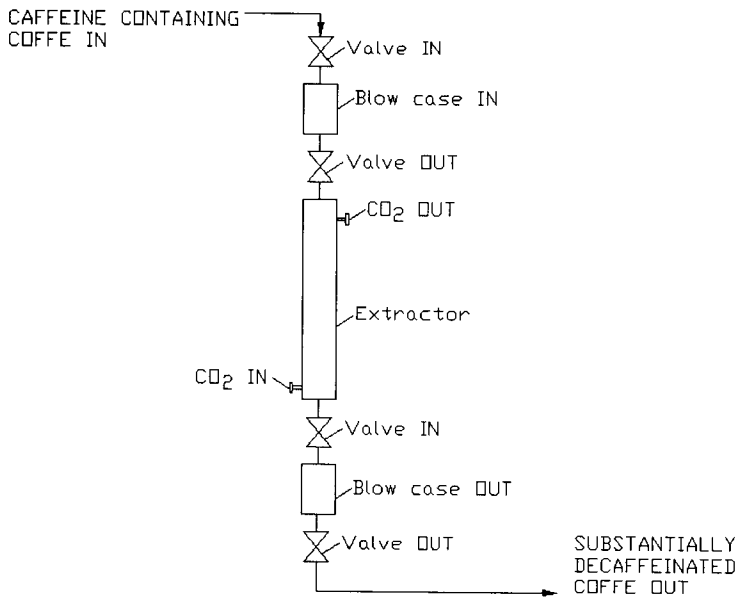 CAFFEINE CONTAINING
COFFE IN
Valve IN
Blow case IN
Valve OUT
CO₂ OUT
Extractor
CO₂ IN
Valve IN
Blow case OUT
Valve OUT
SUBSTANTIALLY
DECAFFEINATED
COFFE OUT